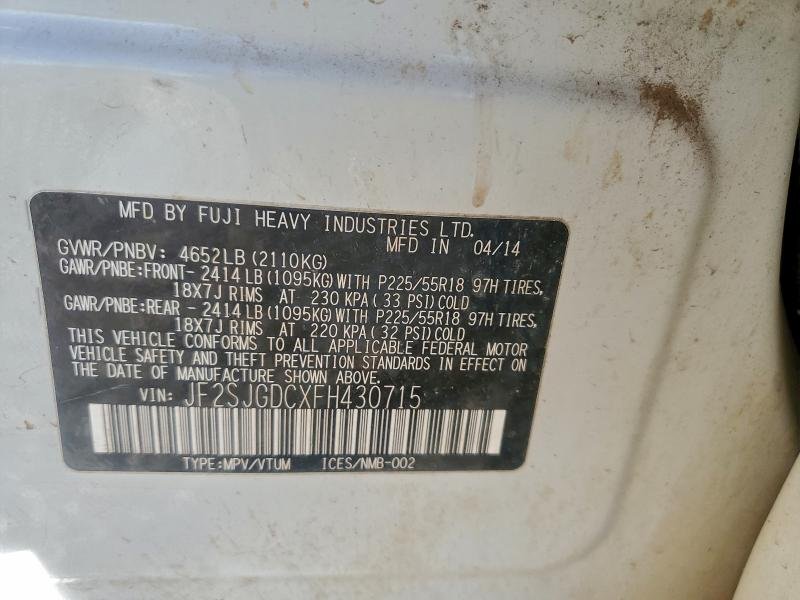 MFD BY FUJI HEAVY INDUSTRIES LTD.
MFD IN 04/14
GVWR/PNBV: 4652LB(2110KG)
GAWR/PNBE:FRONT- 2414LB(1095KG)WITH P225/55R18 97H TIRES,
18X7J RIMS AT 230 KPA(33 PSI)COLD
GAWR/PNBE:REAR - 2414LB(1095KG)WITH P225/55R18 97H TIRES,
18X7J RIMS AT 220 KPA(32 PSI)COLD
THIS VEHICLE CONFORMS TO ALL APPLICABLE FEDERAL MOTOR
VEHICLE SAFETY AND THEFT PREVENTION STANDARDS IN EFFECT ON
THE DATE OF MANUFACTURE SHOWN ABOVE.
VIN: JF2SJGDCXFH430715
TYPE:MPV/VTUM ICES/NMB-002